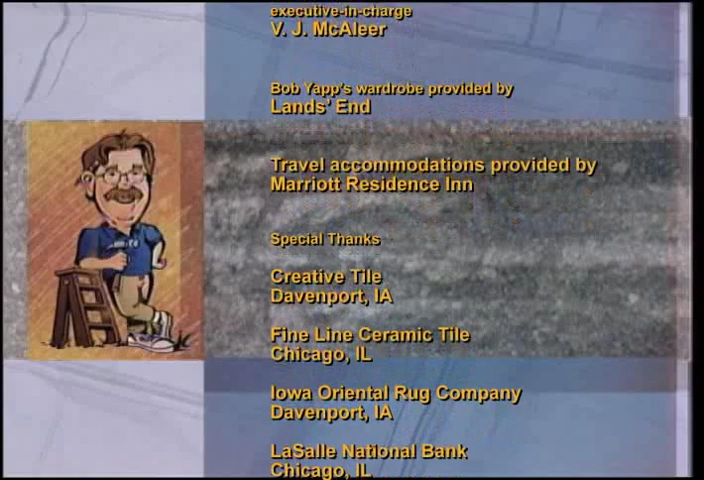 executive-in-charge
V. J. McAleer
Bob Yapp's wardrobe provided by
Lands' End
Travel accommodations provided by
Marriott Residence Inn
Special Thanks
Creative Tile
Davenport, IA
Fine Line Ceramic Tile
Chicago, IL
Iowa Oriental Rug Company
Davenport, IA
LaSalle National Bank
Chicago, IL